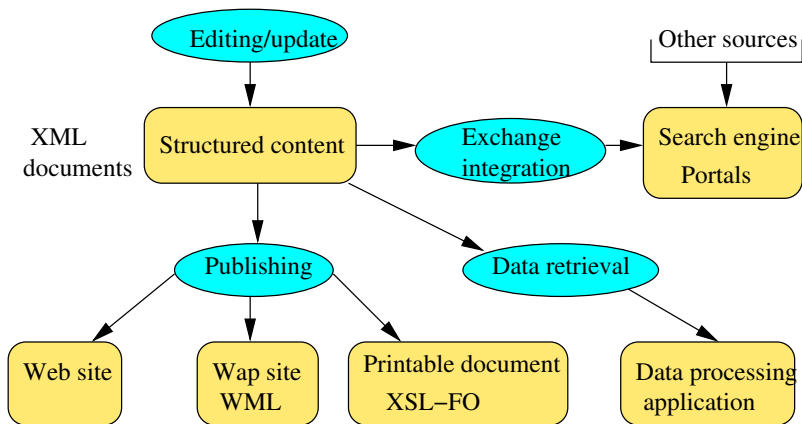 Editing/update
Other sources
XML
documents
Structured content
Exchange
integration
Search engine
Portals
Publishing
Data retrieval
Web site
Wap site
WML
Printable document
XSL−FO
Data processing
application